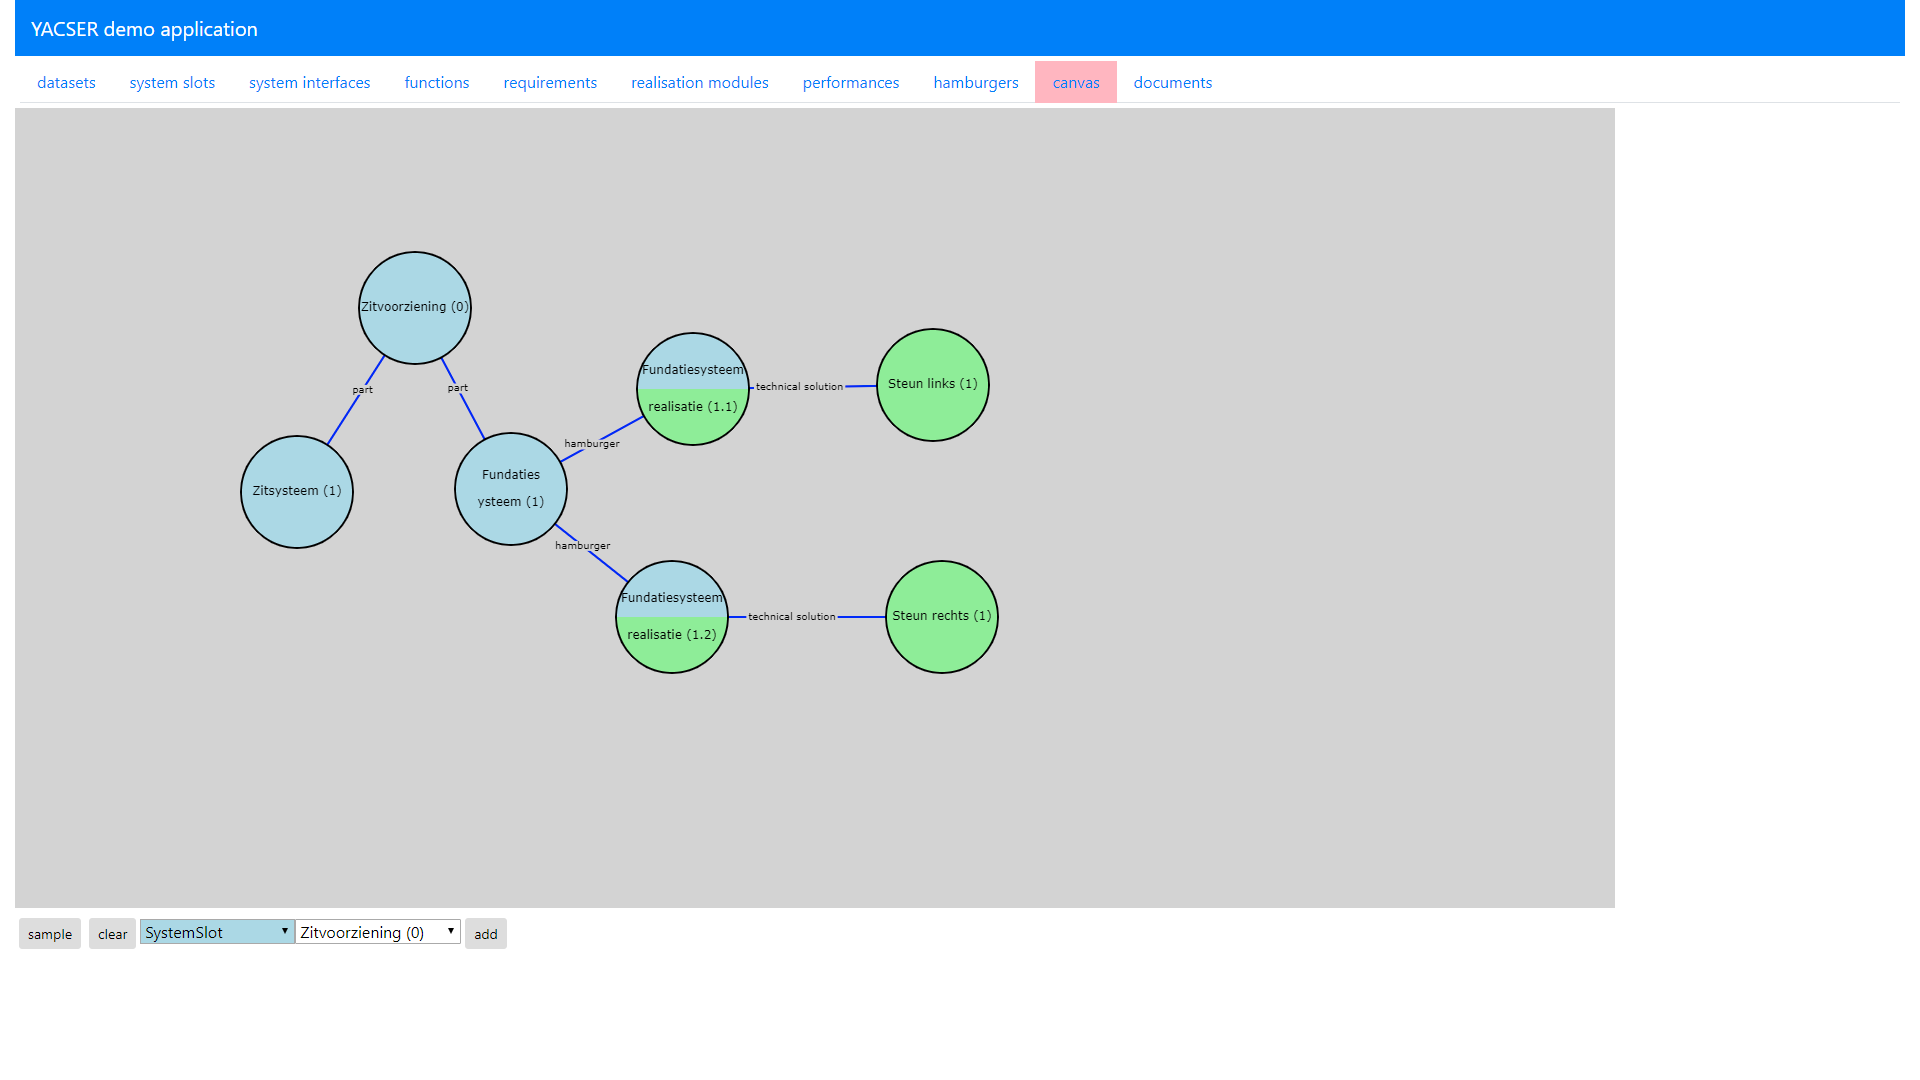 YACSER demo application
datasets system slots system interfaces functions requirements realisation modules performances hamburgers canvas documents
Zitvoorziening (0)
part
part
Zitsysteem (1)
Fundaties
ysteem (1)
hamburger
hamburger
Fundatiesysteem
realisatie (1.1)
technical solution
Steun links (1)
Fundatiesysteem
realisatie (1.2)
technical solution
Steun rechts (1)
sample clear SystemSlot Zitvoorziening (0) add